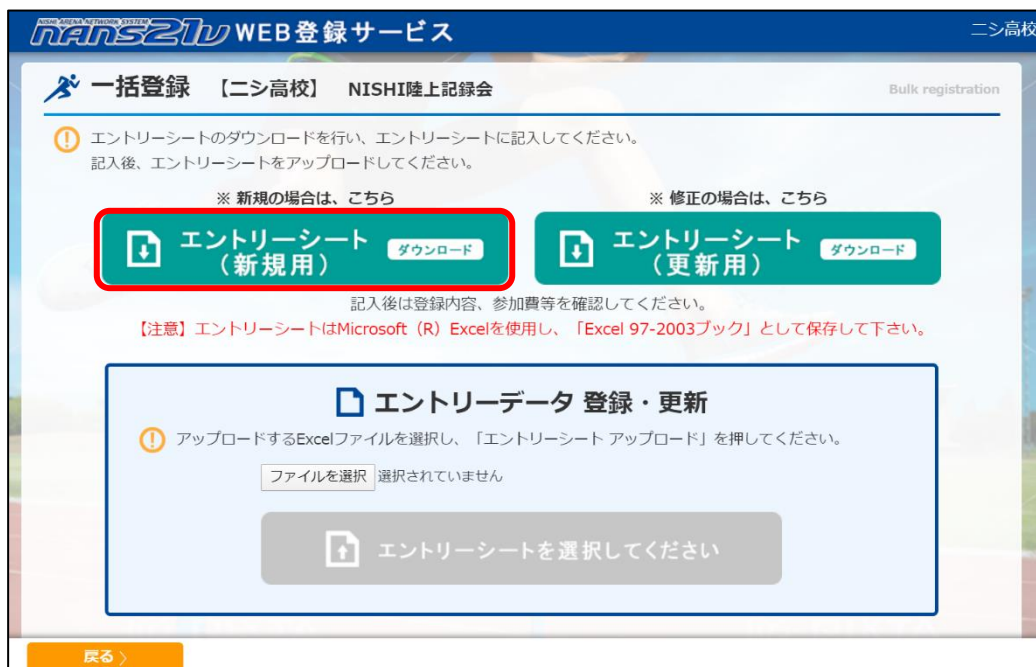 NISHI ARENA NETWORK SYSTEM
NANS21V WEB登録サービス
ニシ高校
一括登録 【ニシ高校】 NISHI陸上記録会
Bulk registration
エントリーシートのダウンロードを行い、エントリーシートに記入してください。
記入後、エントリーシートをアップロードしてください。
※ 新規の場合は、こちら
エントリーシート
（新規用）
ダウンロード
※ 修正の場合は、こちら
エントリーシート
（更新用）
ダウンロード
記入後は登録内容、参加費等を確認してください。
【注意】エントリーシートはMicrosoft（R）Excelを使用し、「Excel 97-2003ブック」として保存して下さい。
エントリーデータ 登録・更新
アップロードするExcelファイルを選択し、「エントリーシート アップロード」を押してください。
ファイルを選択 選択されていません
エントリーシートを選択してください
戻る 〉